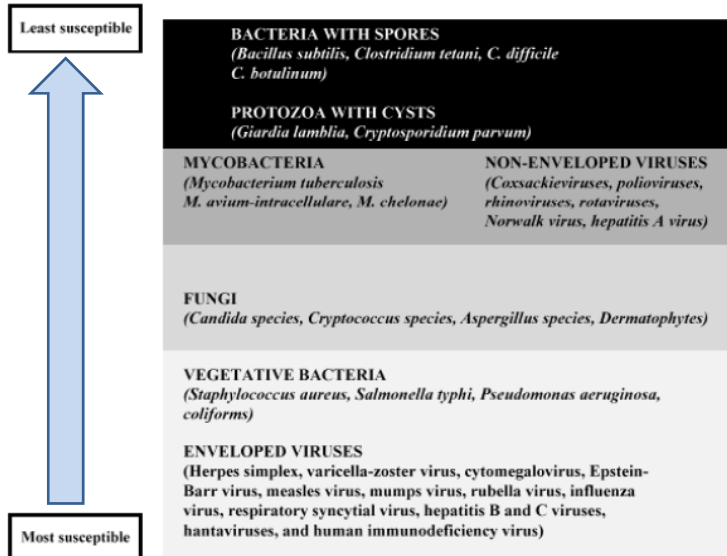 Least susceptible
BACTERIA WITH SPORES
(Bacillus subtilis, Clostridium tetani, C. difficile
C. botulinum)
PROTOZOA WITH CYSTS
(Giardia lamblia, Cryptosporidium parvum)
MYCOBACTERIA
(Mycobacterium tuberculosis
M. avium-intracellulare, M. chelonae)
NON-ENVELOPED VIRUSES
(Coxsackieviruses, polioviruses,
rhinoviruses, rotaviruses,
Norwalk virus, hepatitis A virus)
FUNGI
(Candida species, Cryptococcus species, Aspergillus species, Dermatophytes)
VEGETATIVE BACTERIA
(Staphylococcus aureus, Salmonella typhi, Pseudomonas aeruginosa,
coliforms)
ENVELOPED VIRUSES
(Herpes simplex, varicella-zoster virus, cytomegalovirus, Epstein-
Barr virus, measles virus, mumps virus, rubella virus, influenza
virus, respiratory syncytial virus, hepatitis B and C viruses,
hantaviruses, and human immunodeficiency virus)
Most susceptible